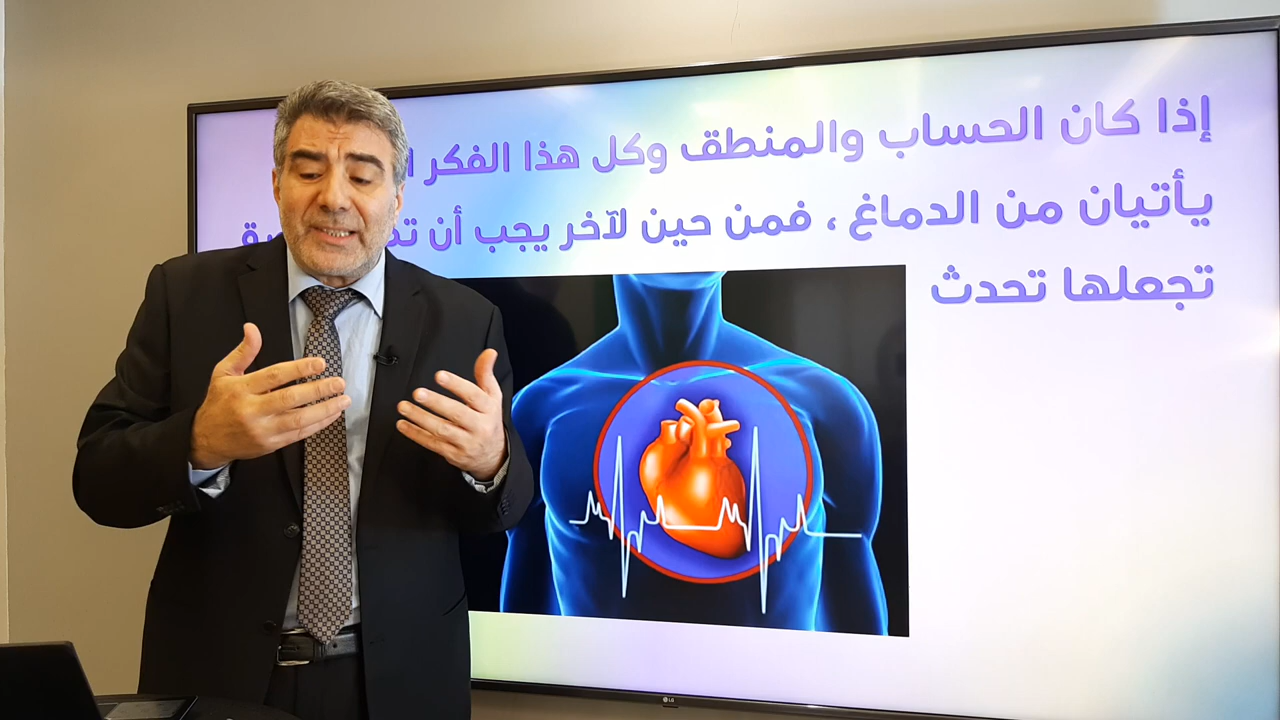 إذا كان الحساب والمنطق وكل هذا الفكر
يأتيان من الدماغ ، فمن حين لآخر يجب أن
تجعلها تحدث
LG